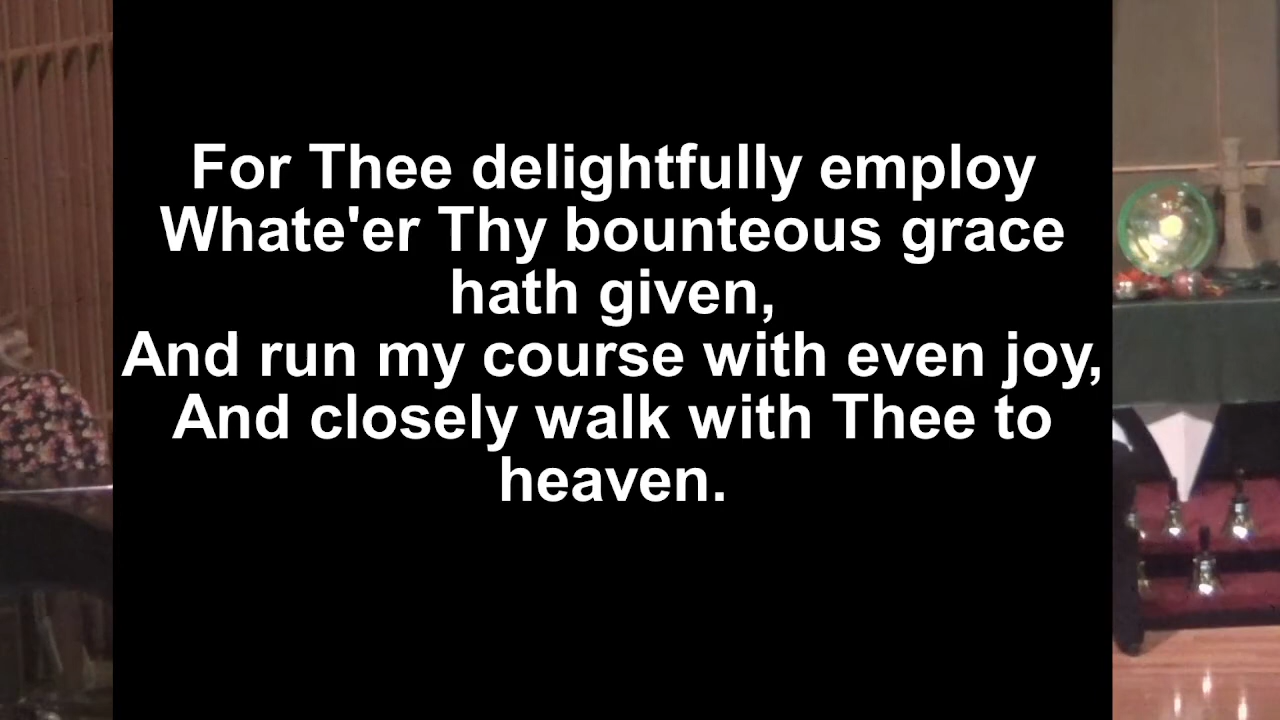 For Thee delightfully employ
Whate'er Thy bounteous grace
hath given,
And run my course with even joy,
And closely walk with Thee to
heaven.